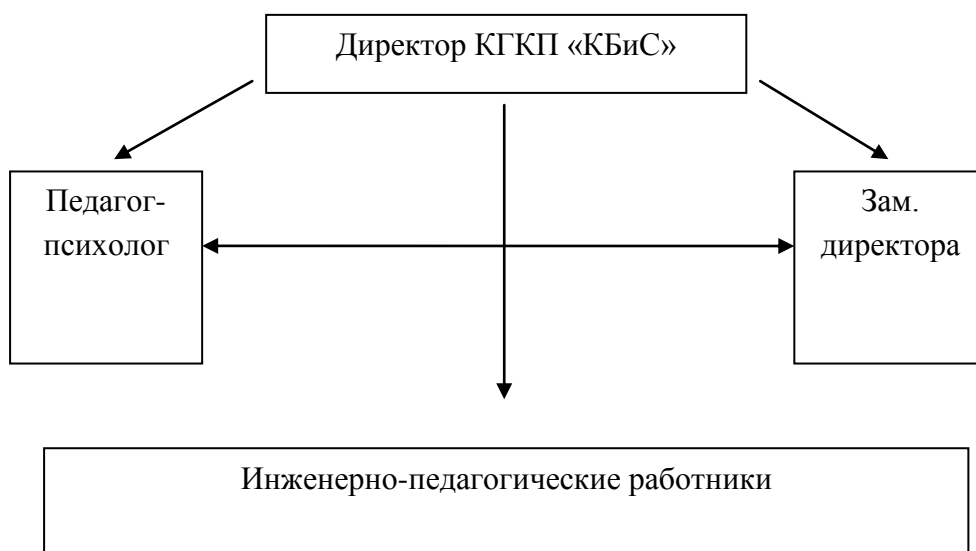 Директор КГКП «КБиС»
Педагог-
психолог
Зам.
директора
Инженерно-педагогические работники